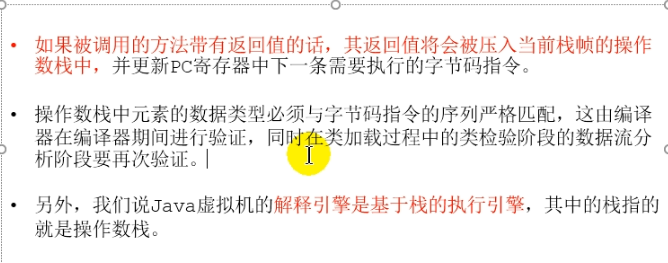 • 如果被调用的方法带有返回值的话，其返回值将会被压入当前栈帧的操作
数栈中，并更新PC寄存器中下一条需要执行的字节码指令。
• 操作数栈中元素的数据类型必须与字节码指令的序列严格匹配，这由编译
器在编译器期间进行验证，同时在类加载过程中的类检验阶段的数据流分
析阶段要再次验证。
• 另外，我们说Java虚拟机的解释引擎是基于栈的执行引擎，其中的栈指的
就是操作数栈。